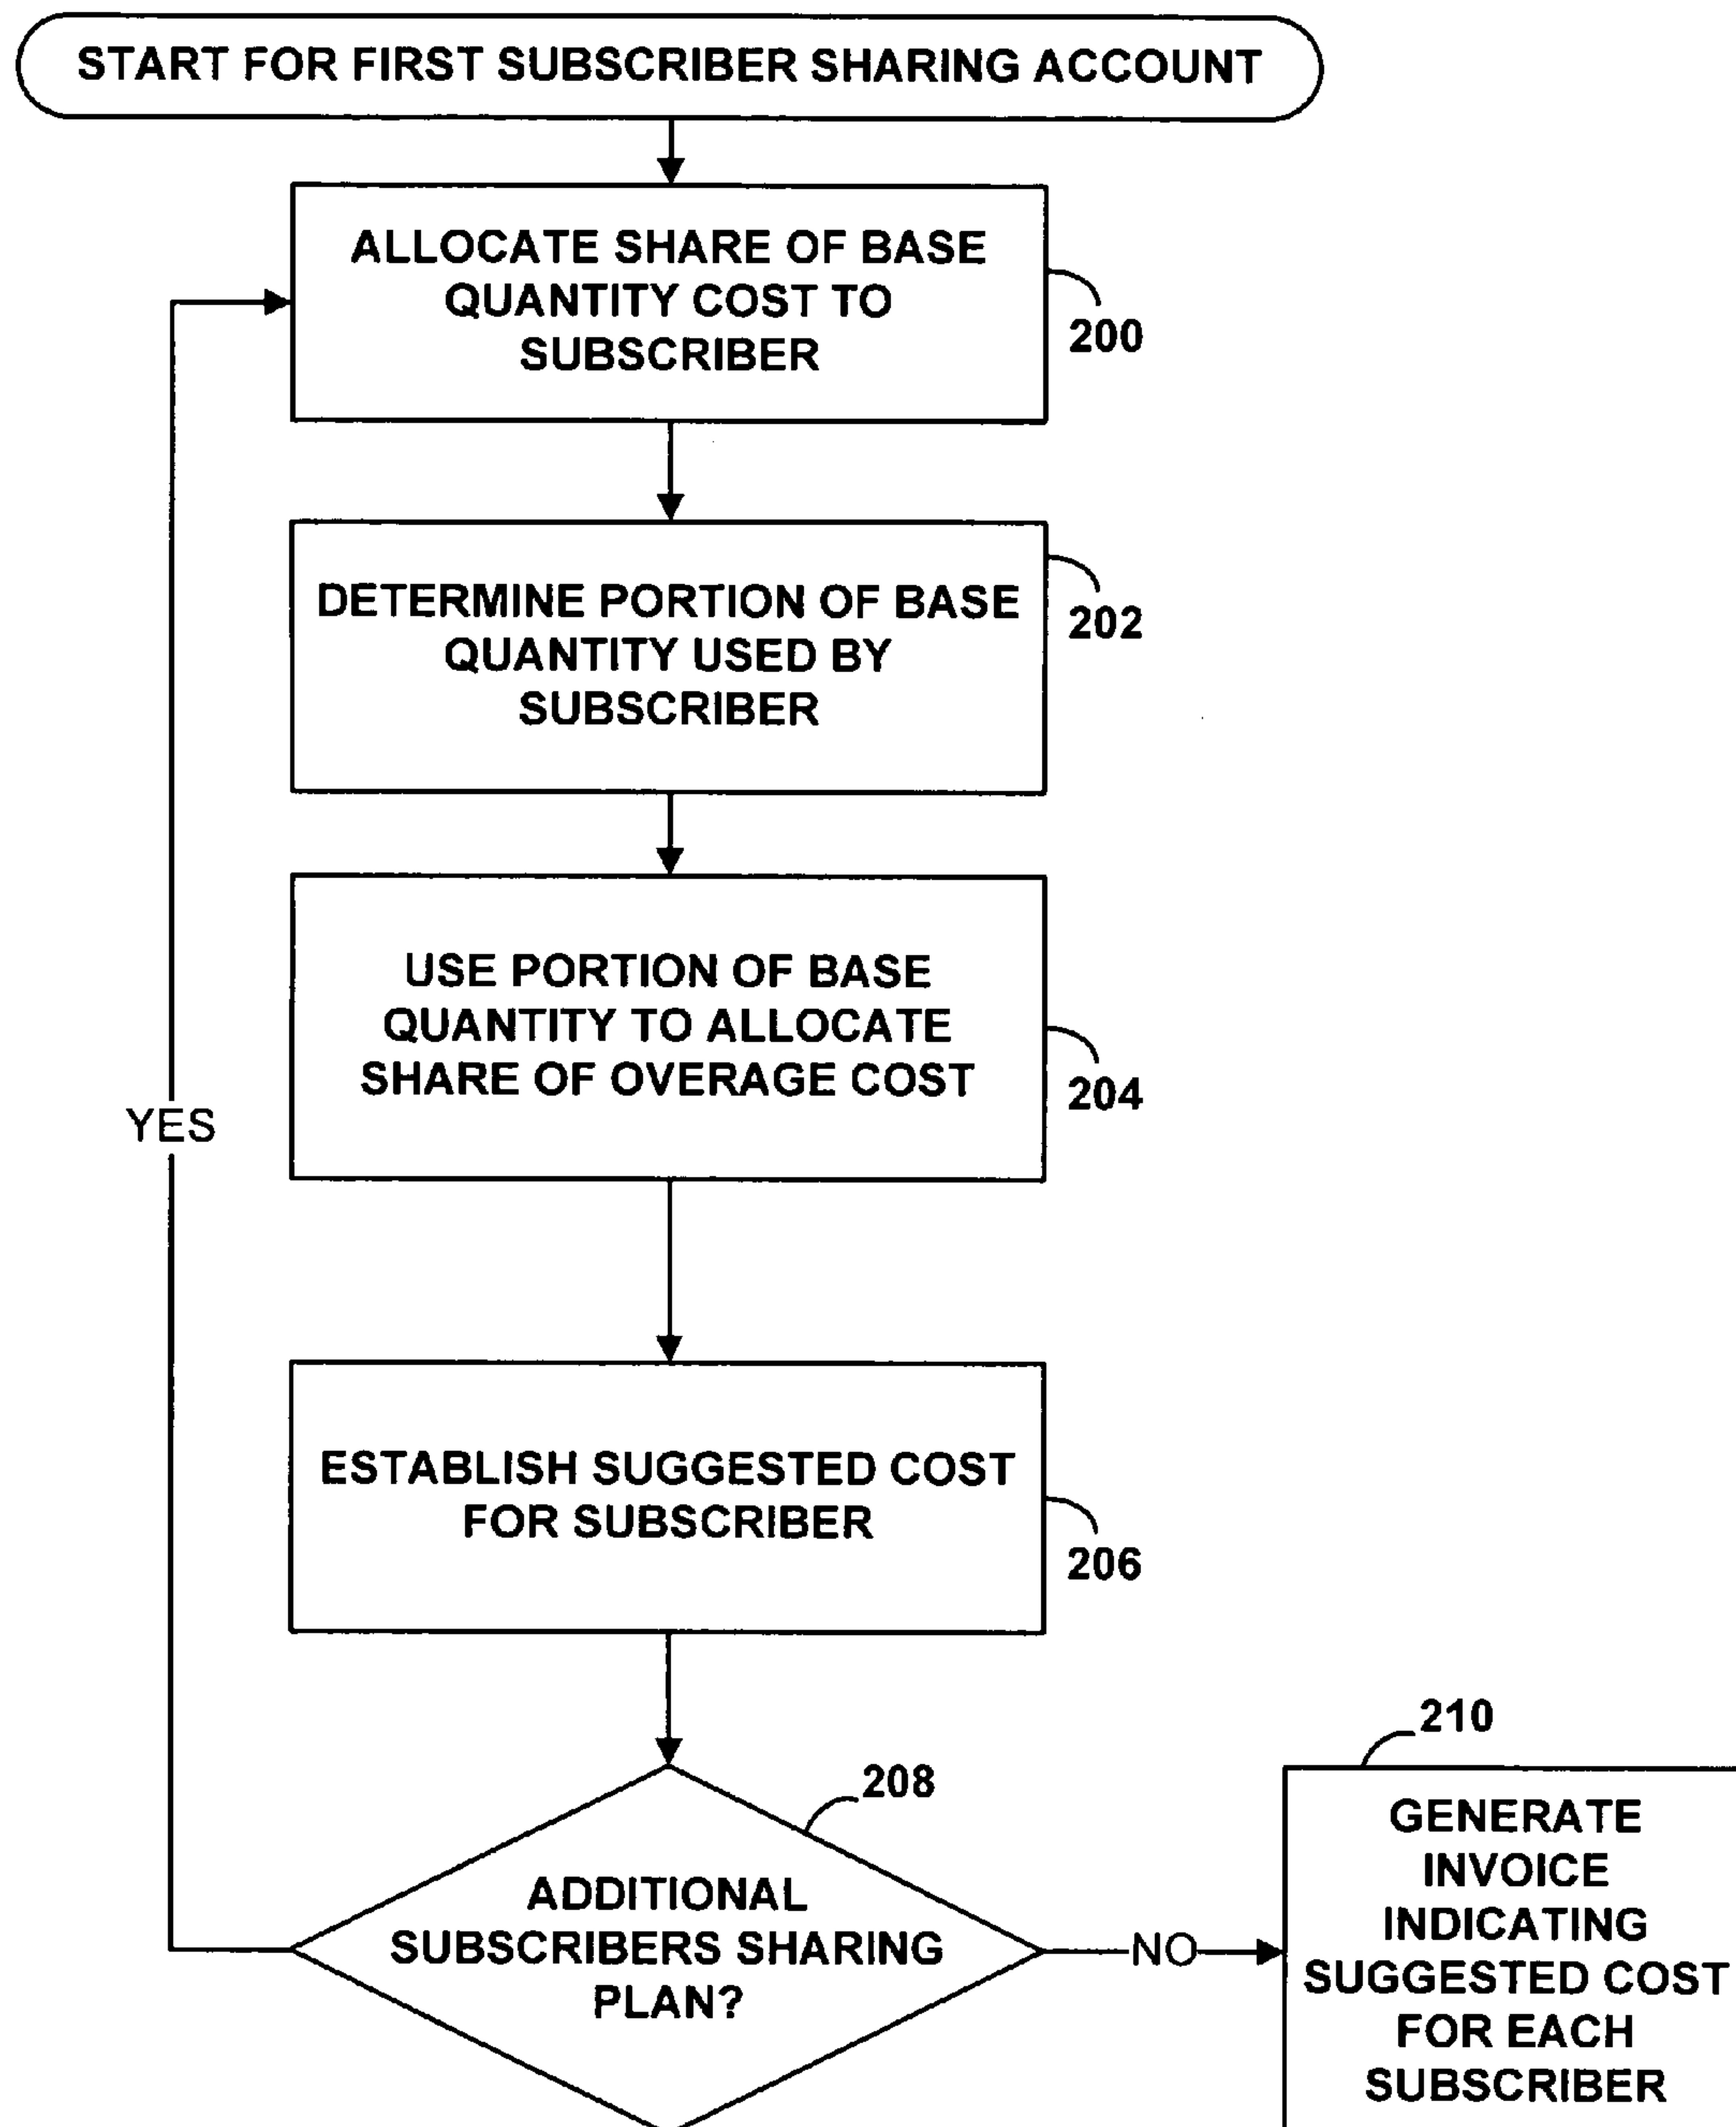 START FOR FIRST SUBSCRIBER SHARING ACCOUNT
ALLOCATE SHARE OF BASE
QUANTITY COST TO
SUBSCRIBER
200
DETERMINE PORTION OF BASE
QUANTITY USED BY
SUBSCRIBER
202
USE PORTION OF BASE
QUANTITY TO ALLOCATE
SHARE OF OVERAGE COST
204
YES
ESTABLISH SUGGESTED COST
FOR SUBSCRIBER
206
208
ADDITIONAL
SUBSCRIBERS SHARING
PLAN?
NO
210
GENERATE
INVOICE
INDICATING
SUGGESTED COST
FOR EACH
SUBSCRIBER